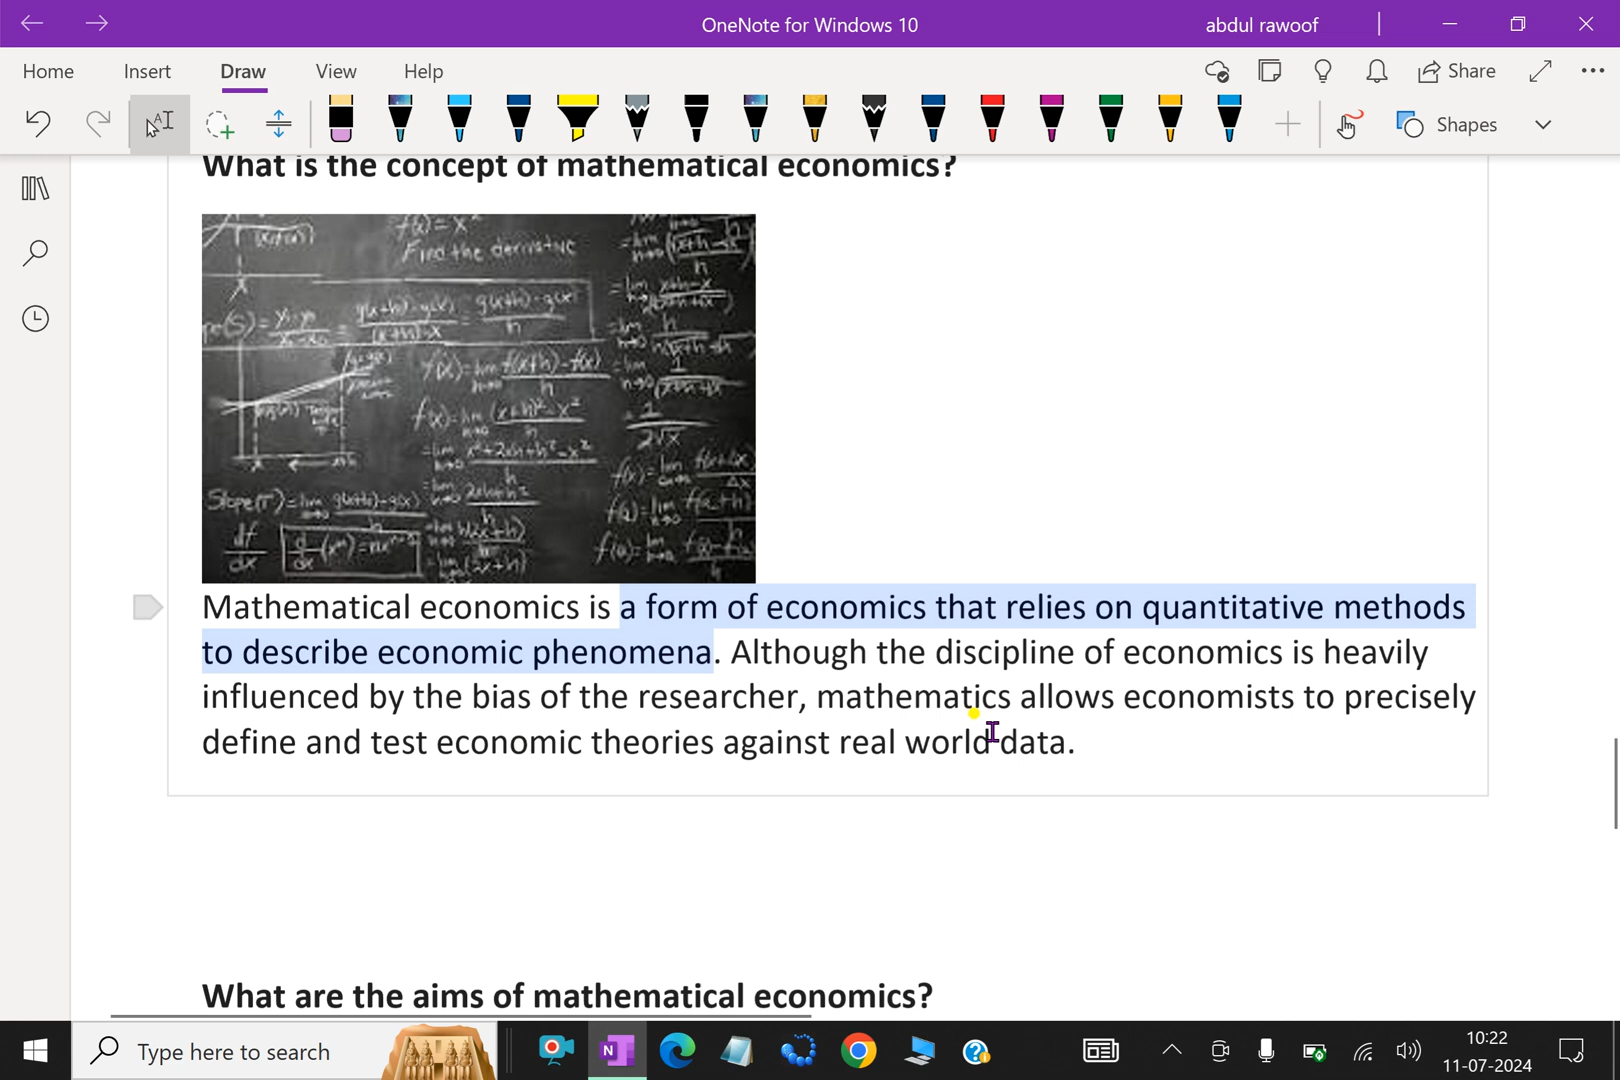 OneNote for Windows 10
abdul rawoof
Home Insert Draw View Help
Share
Shapes
What is the concept of mathematical economics?
Find the derivative
Mathematical economics is a form of economics that relies on quantitative methods
to describe economic phenomena. Although the discipline of economics is heavily
influenced by the bias of the researcher, mathematics allows economists to precisely
define and test economic theories against real world data.
What are the aims of mathematical economics?
Type here to search
10:22
11-07-2024